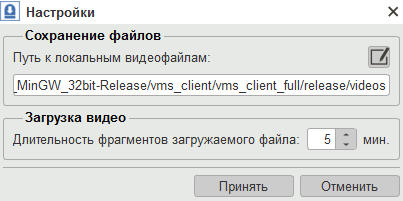 Настройки
Сохранение файлов
Путь к локальным видеофайлам:
_MinGW_32bit-Release/vms_client/vms_client_full/release/videos
Загрузка видео
Длительность фрагментов загружаемого файла: 5 мин.
Принять Отменить